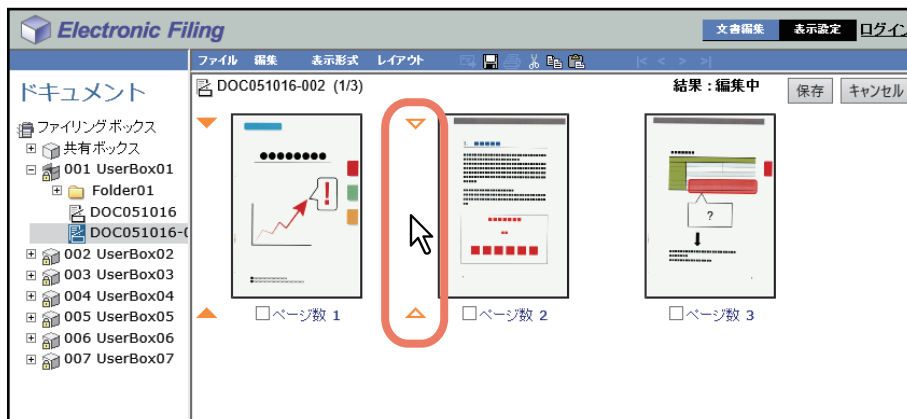 Electronic Filing
文書編集 表示設定 ログイン
ファイル 編集 表示形式 レイアウト |< < > >|
ドキュメント
DOC051016-002 (1/3) 結果：編集中 保存 キャンセル
ファイリングボックス
共有ボックス
001 UserBox01
Folder01
DOC051016
DOC051016-0
002 UserBox02
003 UserBox03
004 UserBox04
005 UserBox05
006 UserBox06
007 UserBox07
!
1.
?
ページ数 1 ページ数 2 ページ数 3